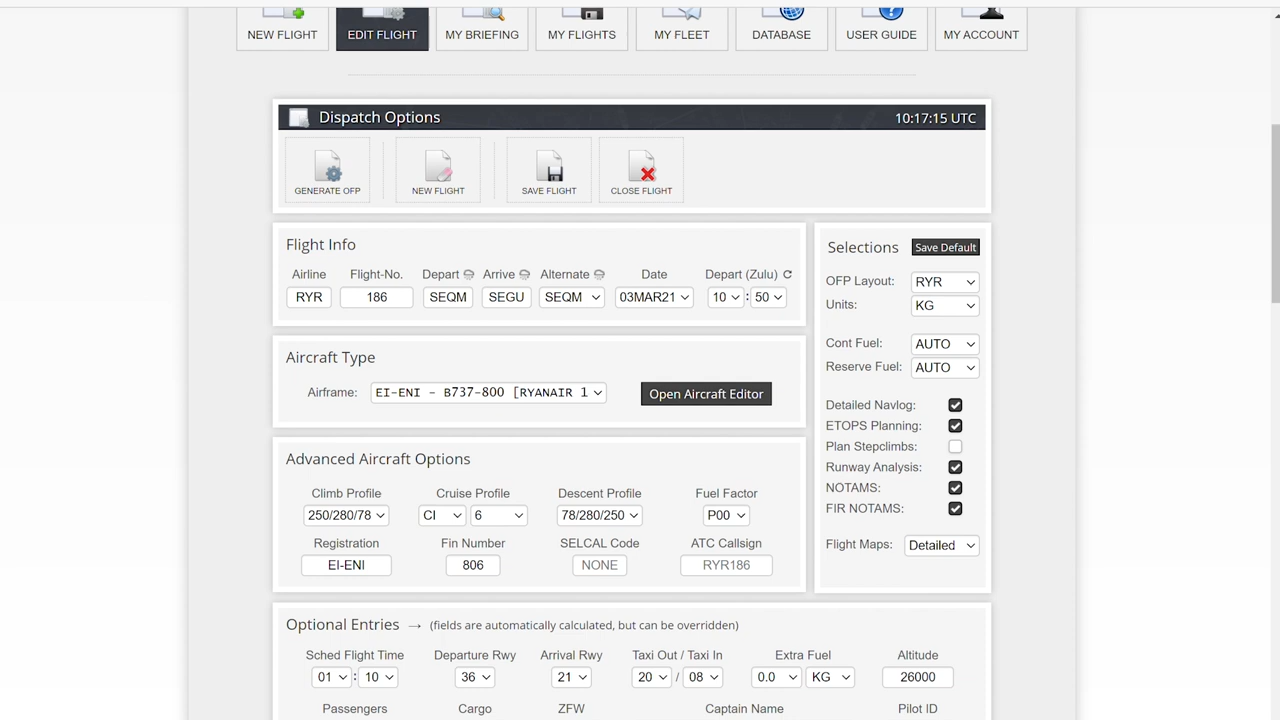 NEW FLIGHT EDIT FLIGHT MY BRIEFING MY FLIGHTS MY FLEET DATABASE USER GUIDE MY ACCOUNT
Dispatch Options 10:17:15 UTC
GENERATE OFP NEW FLIGHT SAVE FLIGHT CLOSE FLIGHT
Flight Info
Airline Flight-No. Depart Arrive Alternate Date Depart (Zulu)
RYR 186 SEQM SEGU SEQM 03MAR21 10 : 50
Aircraft Type
Airframe: EI-ENI - B737-800 [RYANAIR 1 Open Aircraft Editor
Advanced Aircraft Options
Climb Profile Cruise Profile Descent Profile Fuel Factor
250/280/78 CI 6 78/280/250 P00
Registration Fin Number SELCAL Code ATC Callsign
EI-ENI 806 NONE RYR186
Selections Save Default
OFP Layout: RYR
Units: KG
Cont Fuel: AUTO
Reserve Fuel: AUTO
Detailed Navlog:
ETOPS Planning:
Plan Stepclimbs:
Runway Analysis:
NOTAMS:
FIR NOTAMS:
Flight Maps: Detailed
Optional Entries → (fields are automatically calculated, but can be overridden)
Sched Flight Time Departure Rwy Arrival Rwy Taxi Out / Taxi In Extra Fuel Altitude
01 : 10 36 21 20 / 08 0.0 KG 26000
Passengers Cargo ZFW Captain Name Pilot ID